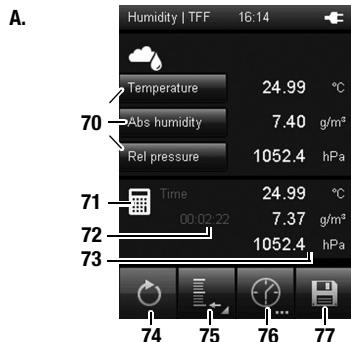 A.
Humidity | TFF 16:14
Temperature 24.99 °C
70 Abs humidity 7.40 g/m³
Rel pressure 1052.4 hPa
71 Time 24.99 °C
72 00:02:22 7.37 g/m³
73 1052.4 hPa
74 75 76 77